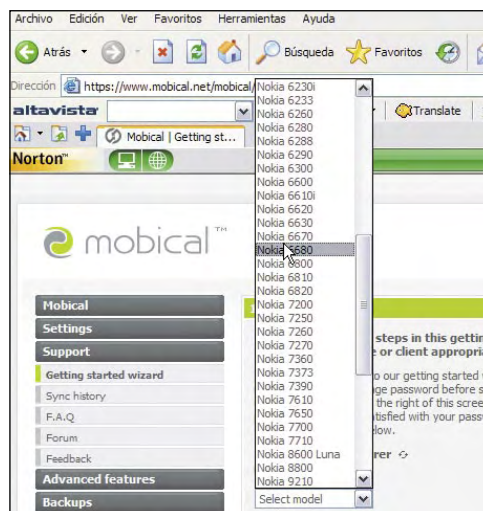 Archivo Edición Ver Favoritos Herramientas Ayuda
Atrás Búsqueda Favoritos
Dirección https://www.mobical.net/mobical/
altavista Translate
Mobical | Getting st...
Norton™
mobical™
Mobical
Settings
Support
Getting started wizard
Sync history
F.A.Q
Forum
Feedback
Advanced features
Backups
Nokia 6230i
Nokia 6233
Nokia 6260
Nokia 6280
Nokia 6288
Nokia 6290
Nokia 6300
Nokia 6600
Nokia 6610i
Nokia 6620
Nokia 6630
Nokia 6670
Nokia 6680
Nokia 6800
Nokia 6810
Nokia 6820
Nokia 7200
Nokia 7250
Nokia 7260
Nokia 7270
Nokia 7360
Nokia 7373
Nokia 7390
Nokia 7610
Nokia 7650
Nokia 7700
Nokia 7710
Nokia 8600 Luna
Nokia 8800
Nokia 9210
Select model
steps in this gettin
e or client appropria
o our getting started
ge password before s
the right of this scree
tisfied with your pass
low.
rer